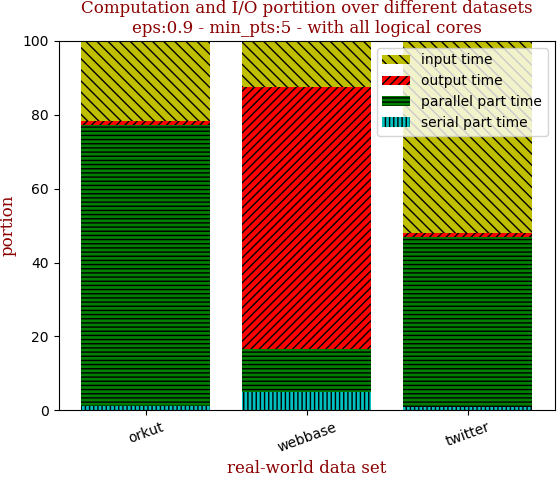 Computation and I/O portition over different datasets
eps:0.9 - min_pts:5 - with all logical cores
input time
output time
parallel part time
serial part time
100
80
60
40
20
0
portion
orkut
webbase
twitter
real-world data set